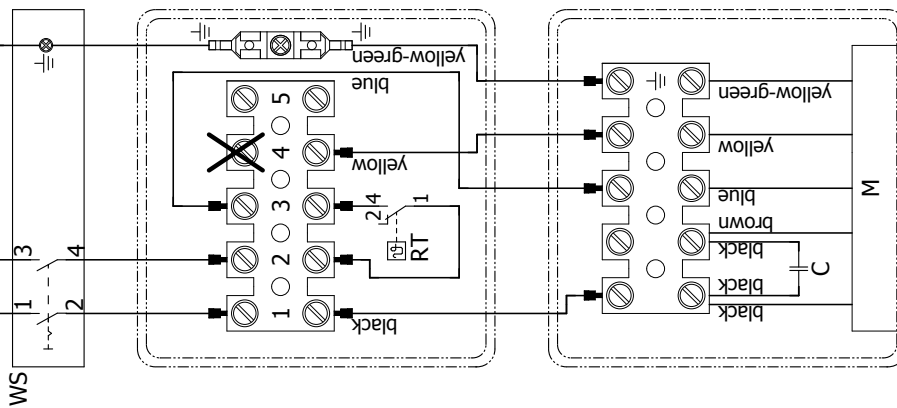 WS
1
2
3
4
yellow-green
blue
5
4
3
2
1
yellow
2 4
1
RT
black
yellow-green
yellow
blue
brown
black
black
black
C
M